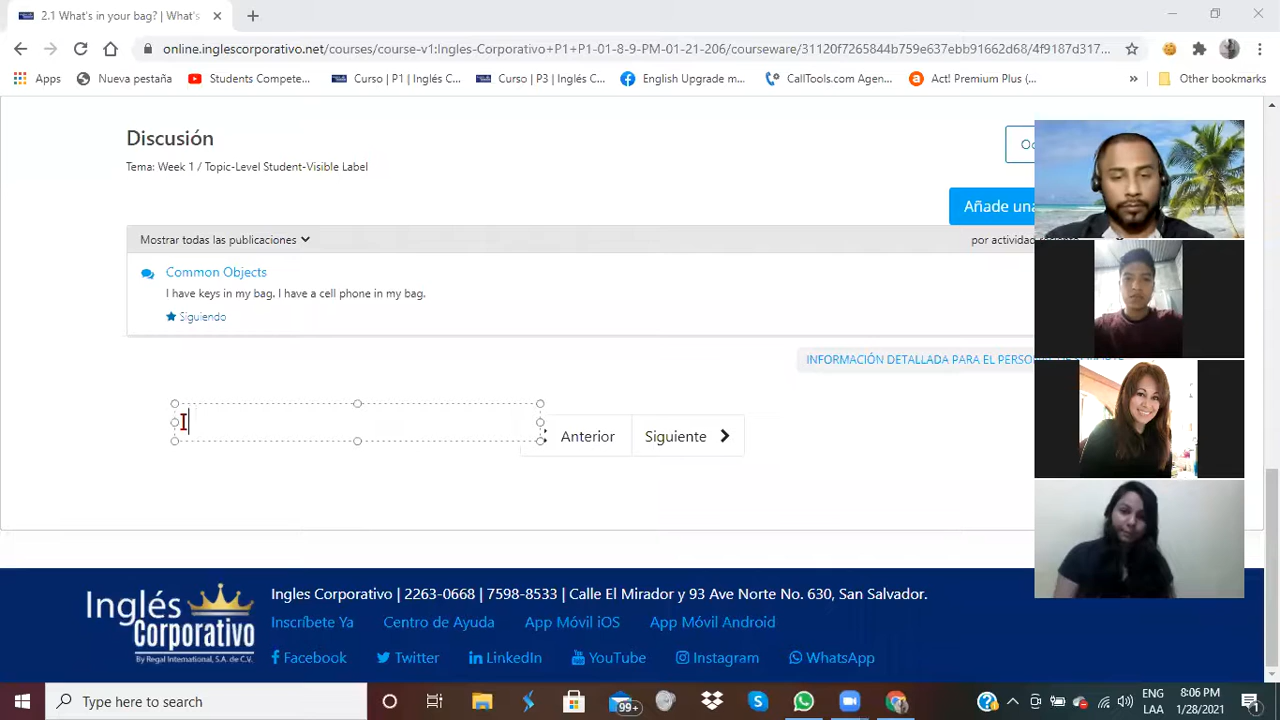 2.1 What's in your bag? | What's
online.inglescorporativo.net/courses/course-v1:Ingles-Corporativo+P1+P1-01-8-9-PM-01-21-206/courseware/31120f7265844b759e637ebb91662d68/4f9187d317...
Apps
Nueva pestaña
Students Compete...
Curso | P1 | Inglés C...
Curso | P3 | Inglés C...
English Upgrade m...
CallTools.com Agen...
Act! Premium Plus (...
»
Other bookmarks
Discusión
Tema: Week 1 / Topic-Level Student-Visible Label
Añade una
Mostrar todas las publicaciones
por actividad
Common Objects
I have keys in my bag. I have a cell phone in my bag.
Siguiendo
INFORMACIÓN DETALLADA PARA EL
Anterior
Siguiente
Inglés
Corporativo
By Regal International, S.A. de C.V.
Ingles Corporativo | 2263-0668 | 7598-8533 | Calle El Mirador y 93 Ave Norte No. 630, San Salvador.
Inscríbete Ya
Centro de Ayuda
App Móvil iOS
App Móvil Android
Facebook
Twitter
LinkedIn
YouTube
Instagram
WhatsApp
Type here to search
99+
ENG
LAA
8:06 PM
1/28/2021